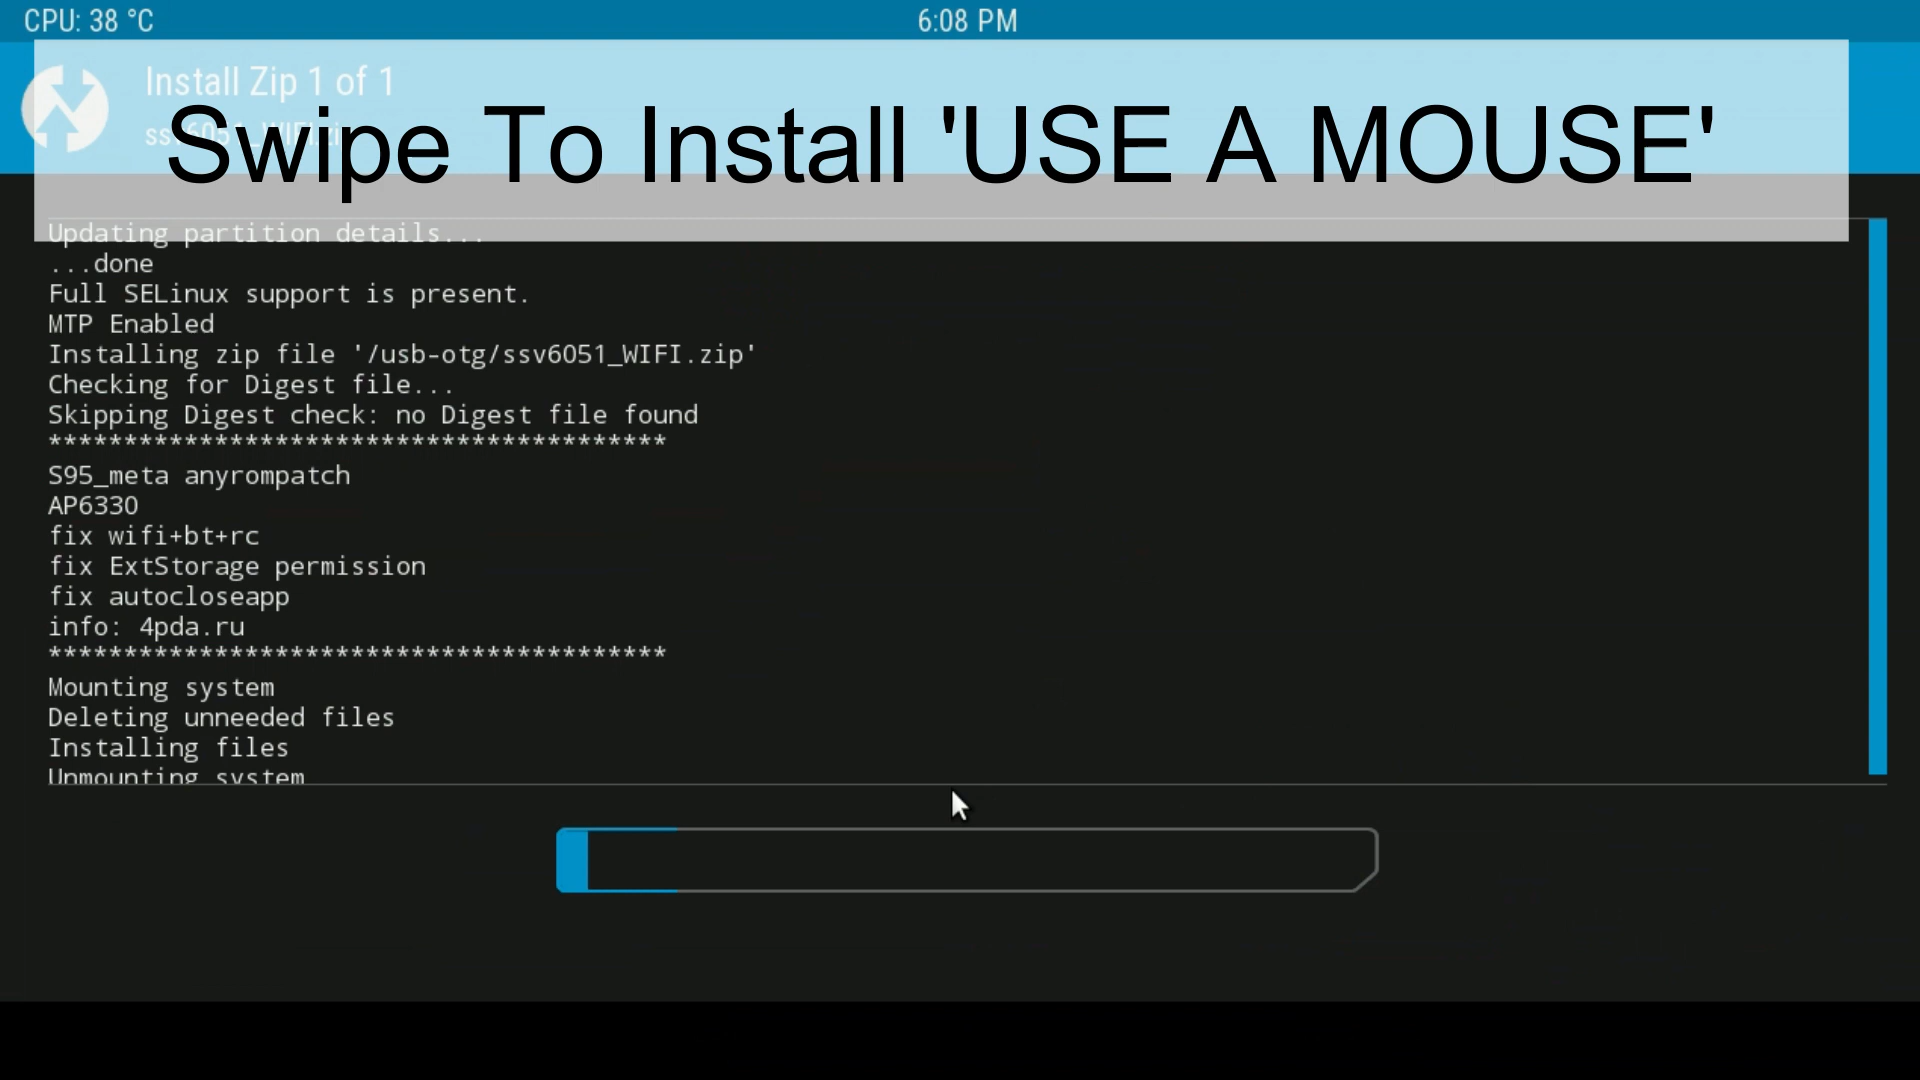 CPU: 38 °C
6:08 PM
Install Zip 1 of 1
ssv6051_WIFI.zip
Swipe To Install 'USE A MOUSE'
Updating partition details...
...done
Full SELinux support is present.
MTP Enabled
Installing zip file '/usb-otg/ssv6051_WIFI.zip'
Checking for Digest file...
Skipping Digest check: no Digest file found
*****************************************
S95_meta anyrompatch
AP6330
fix wifi+bt+rc
fix ExtStorage permission
fix autocloseapp
info: 4pda.ru
*****************************************
Mounting system
Deleting unneeded files
Installing files
Unmounting system